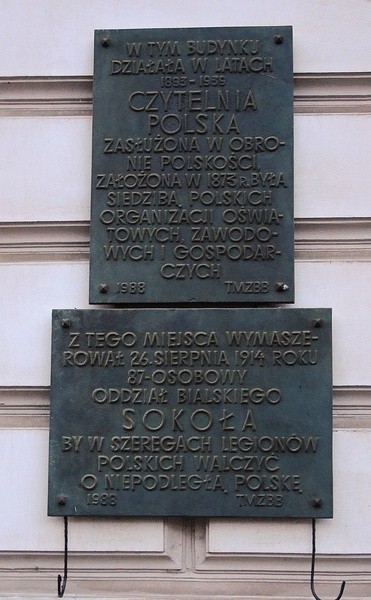 W TYM BUDYNKU
DZIAŁAŁA W LATACH
1893-1939
CZYTELNIA
POLSKA
ZASŁUŻONA W OBRO-
NIE POLSKOŚCI.
ZAŁOŻONA W 1873 R. BYŁA
SIEDZIBĄ POLSKICH
ORGANIZACJI OŚWIA-
TOWYCH, ZAWODO-
WYCH I GOSPODAR-
CZYCH
1988 TMZBB
Z TEGO MIEJSCA WYMASZE-
ROWAŁ 26. SIERPNIA 1914 ROKU
87-OSOBOWY
ODDZIAŁ BIALSKIEGO
SOKOŁA
BY W SZEREGACH LEGIONÓW
POLSKICH WALCZYĆ
O NIEPODLEGŁĄ POLSKĘ
1988 TMZBB